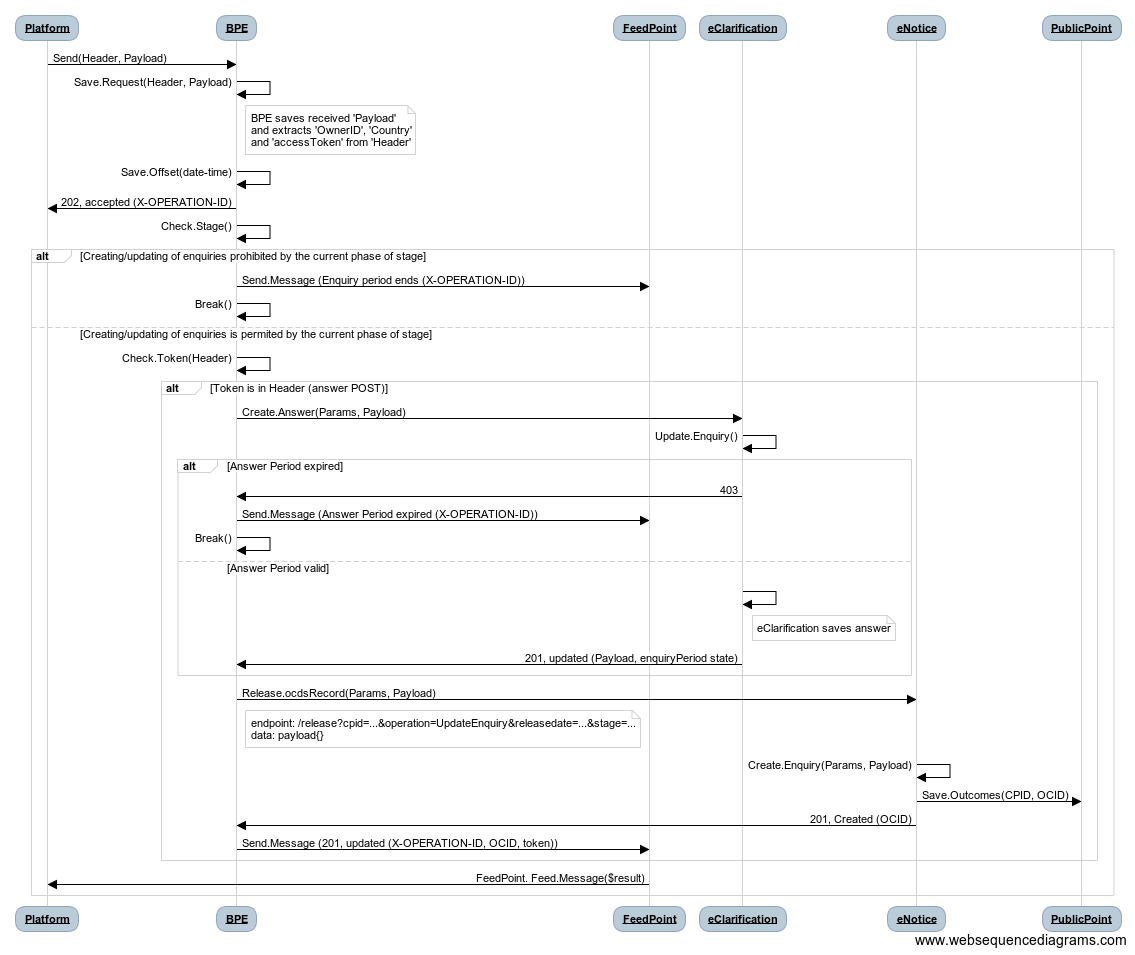 Platform
BPE
FeedPoint
eClarification
eNotice
PublicPoint
Send(Header, Payload)
Save.Request(Header, Payload)
BPE saves received 'Payload'
and extracts 'OwnerID', 'Country'
and 'accessToken' from 'Header'
Save.Offset(date-time)
202, accepted (X-OPERATION-ID)
Check.Stage()
alt
[Creating/updating of enquiries prohibited by the current phase of stage]
Send.Message (Enquiry period ends (X-OPERATION-ID))
Break()
[Creating/updating of enquiries is permited by the current phase of stage]
Check.Token(Header)
alt
[Token is in Header (answer POST)]
Create.Answer(Params, Payload)
Update.Enquiry()
alt
[Answer Period expired]
403
Send.Message (Answer Period expired (X-OPERATION-ID))
Break()
[Answer Period valid]
eClarification saves answer
201, updated (Payload, enquiryPeriod state)
Release.ocdsRecord(Params, Payload)
endpoint: /release?cpid=...&operation=UpdateEnquiry&releasedate=...&stage=...
data: payload{}
Create.Enquiry(Params, Payload)
Save.Outcomes(CPID, OCID)
201, Created (OCID)
Send.Message (201, updated (X-OPERATION-ID, OCID, token))
FeedPoint. Feed.Message($result)
Platform
BPE
FeedPoint
eClarification
eNotice
PublicPoint
www.websequencediagrams.com